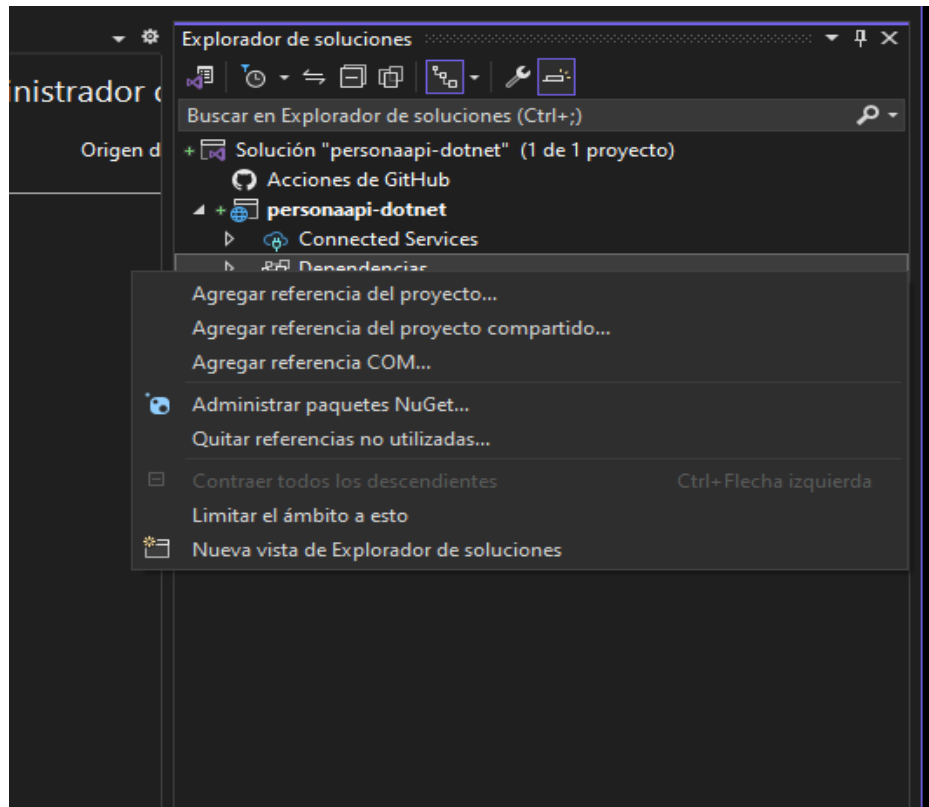 Explorador de soluciones
inistrador
Origen d
Buscar en Explorador de soluciones (Ctrl+;)
Solución "personaapi-dotnet" (1 de 1 proyecto)
Acciones de GitHub
personaapi-dotnet
Connected Services
Dependencias
Agregar referencia del proyecto...
Agregar referencia del proyecto compartido...
Agregar referencia COM...
Administrar paquetes NuGet...
Quitar referencias no utilizadas...
Contraer todos los descendientes Ctrl+Flecha izquierda
Limitar el ámbito a esto
Nueva vista de Explorador de soluciones